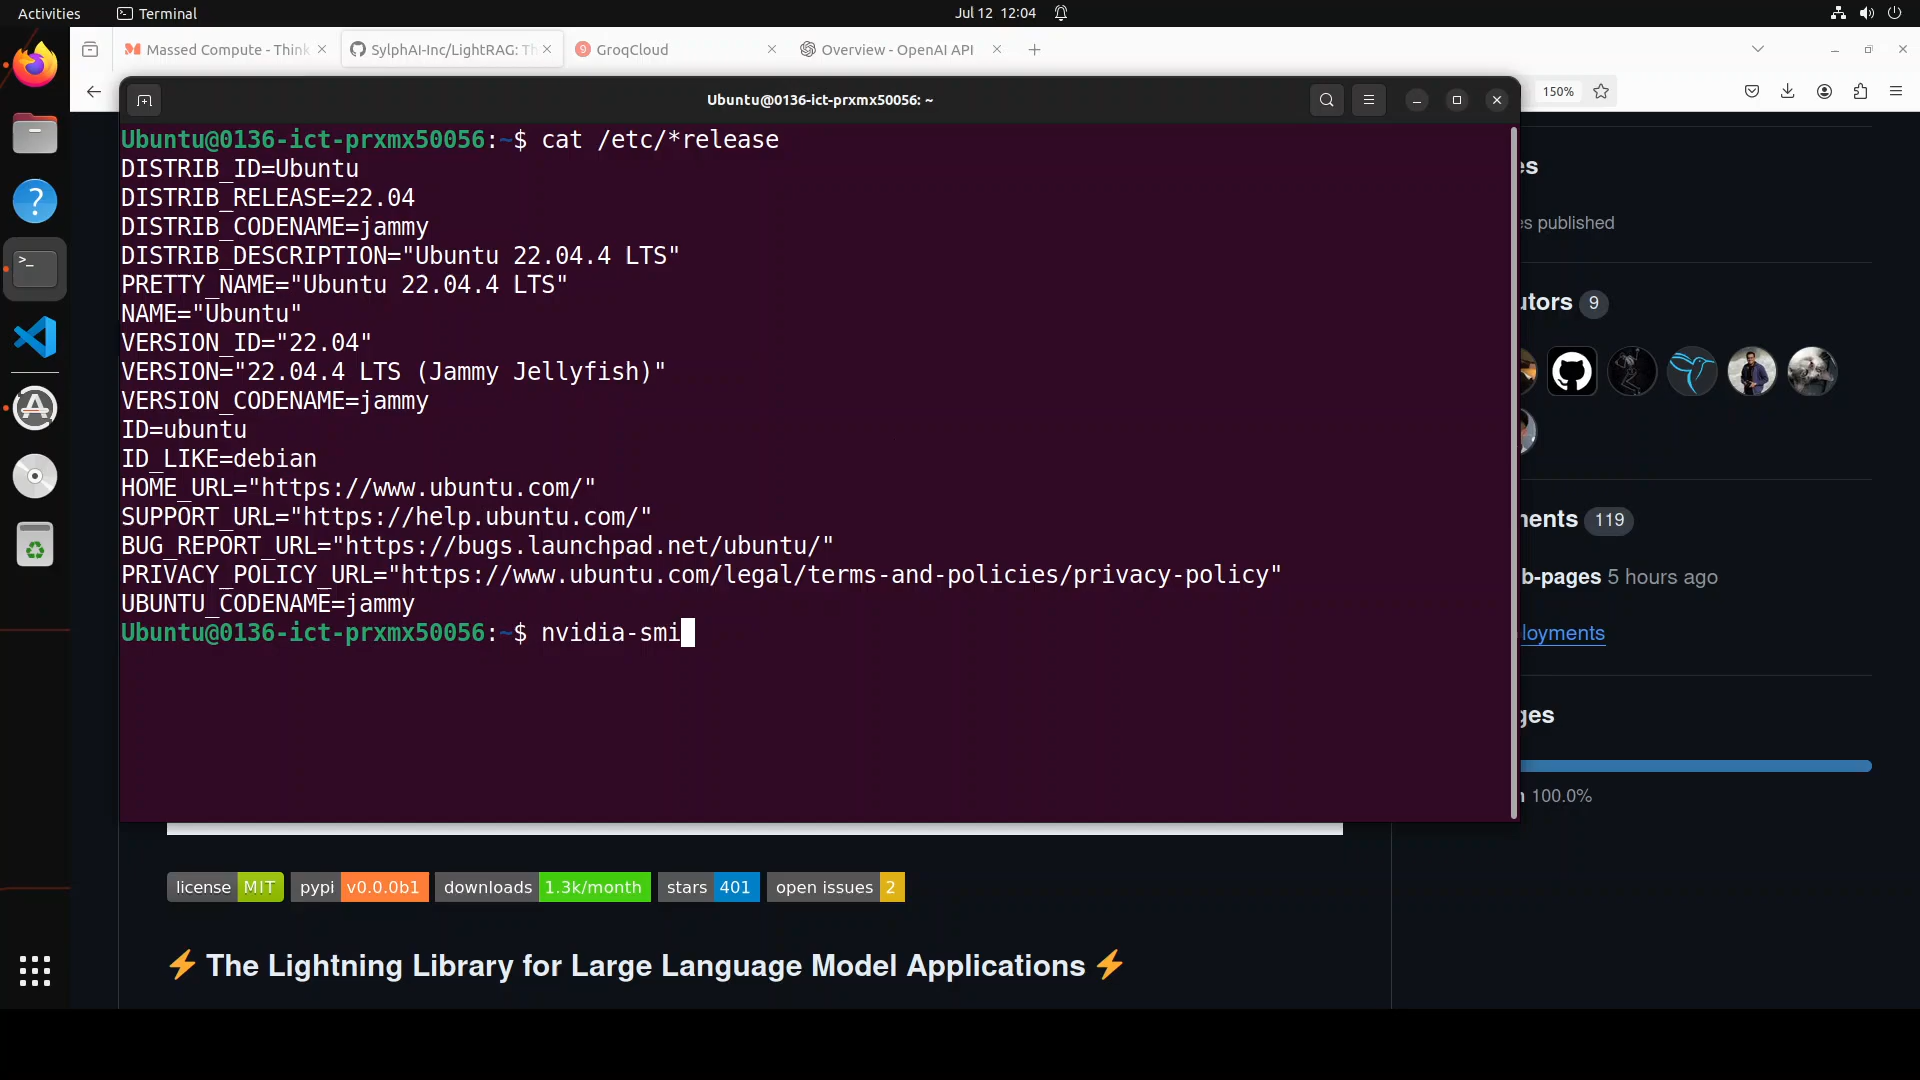 Activities
Terminal
Jul 12 12:04
Massed Compute - Think
SylphAI-Inc/LightRAG: Th
GroqCloud
Overview - OpenAI API
150%
Ubuntu@0136-ict-prxmx50056: ~
Ubuntu@0136-ict-prxmx50056:~$ cat /etc/*release
DISTRIB_ID=Ubuntu
DISTRIB_RELEASE=22.04
DISTRIB_CODENAME=jammy
DISTRIB_DESCRIPTION="Ubuntu 22.04.4 LTS"
PRETTY_NAME="Ubuntu 22.04.4 LTS"
NAME="Ubuntu"
VERSION_ID="22.04"
VERSION="22.04.4 LTS (Jammy Jellyfish)"
VERSION_CODENAME=jammy
ID=ubuntu
ID_LIKE=debian
HOME_URL="https://www.ubuntu.com/"
SUPPORT_URL="https://help.ubuntu.com/"
BUG_REPORT_URL="https://bugs.launchpad.net/ubuntu/"
PRIVACY_POLICY_URL="https://www.ubuntu.com/legal/terms-and-policies/privacy-policy"
UBUNTU_CODENAME=jammy
Ubuntu@0136-ict-prxmx50056:~$ nvidia-smi
es
es published
utors 9
ments 119
b-pages 5 hours ago
loyments
ges
100.0%
license MIT
pypi v0.0.0b1
downloads 1.3k/month
stars 401
open issues 2
⚡ The Lightning Library for Large Language Model Applications ⚡